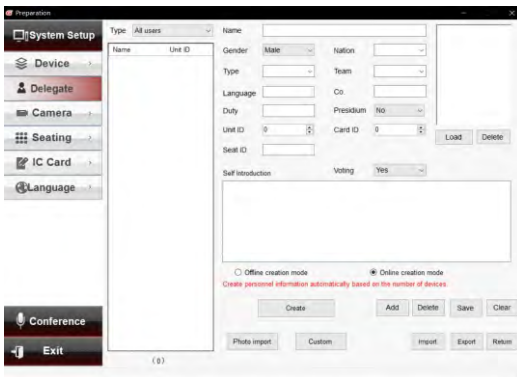 Preparation
System Setup
Device
Delegate
Camera
Seating
IC Card
Language
Conference
Exit
Type All users
Name Unit ID
(0)
Name
Gender Male Nation
Type Team
Language Co.
Duty Presidium No
Unit ID 0 Card ID 0
Load Delete
Seat ID
Self Introduction Voting Yes
Offline creation mode Online creation mode
Create personnel information automatically based on the number of devices.
Create Add Delete Save Clear
Photo import Custom Import Export Return